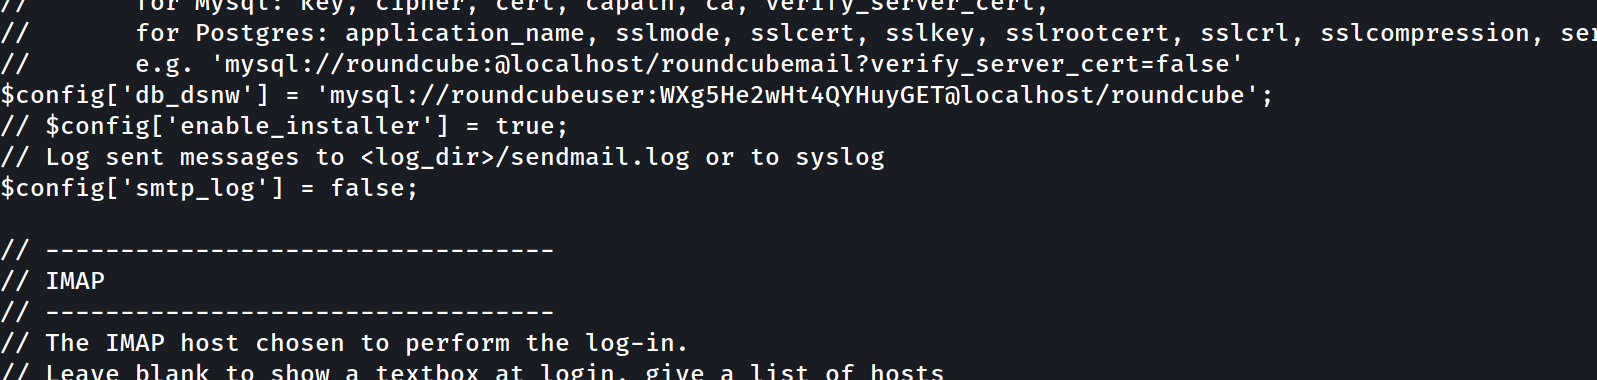 //       for Mysql: key, cipher, cert, capath, ca, verify_server_cert,
//       for Postgres: application_name, sslmode, sslcert, sslkey, sslrootcert, sslcrl, sslcompression, ser
//       e.g. 'mysql://roundcube:@localhost/roundcubemail?verify_server_cert=false'
$config['db_dsnw'] = 'mysql://roundcubeuser:WXg5He2wHt4QYHuyGET@localhost/roundcube';
// $config['enable_installer'] = true;
// Log sent messages to <log_dir>/sendmail.log or to syslog
$config['smtp_log'] = false;
// ----------------------------------
// IMAP
// ----------------------------------
// The IMAP host chosen to perform the log-in.
// Leave blank to show a textbox at login, give a list of hosts